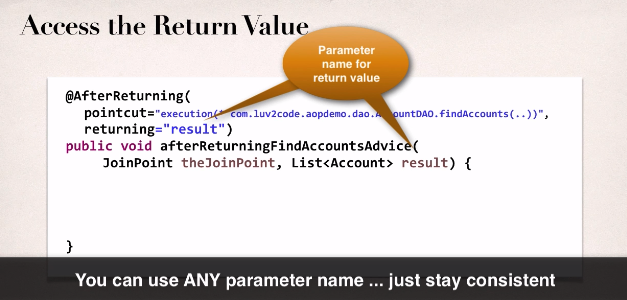 Access the Return Value
Parameter
name for
return value
@AfterReturning(
pointcut="execution(* com.luv2code.aopdemo.dao.AccountDAO.findAccounts(..))",
returning="result")
public void afterReturningFindAccountsAdvice(
JoinPoint theJoinPoint, List<Account> result) {
}
You can use ANY parameter name ... just stay consistent